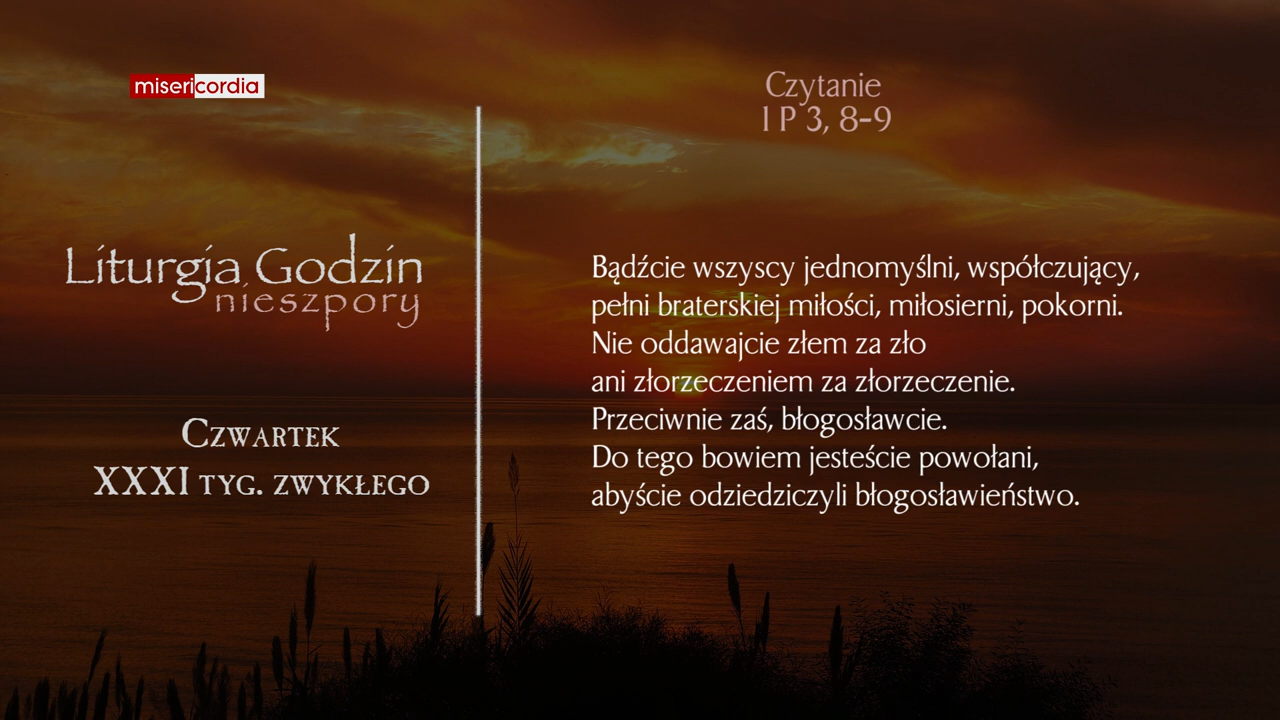 misericordia
Liturgia Godzin
nieszpory
Czwartek
XXXI tyg. zwykłego
Czytanie
1 P 3, 8-9
Bądźcie wszyscy jednomyślni, współczujący,
pełni braterskiej miłości, miłosierni, pokorni.
Nie oddawajcie złem za zło
ani złorzeczeniem za złorzeczenie.
Przeciwnie zaś, błogosławcie.
Do tego bowiem jesteście powołani,
abyście odziedziczyli błogosławieństwo.